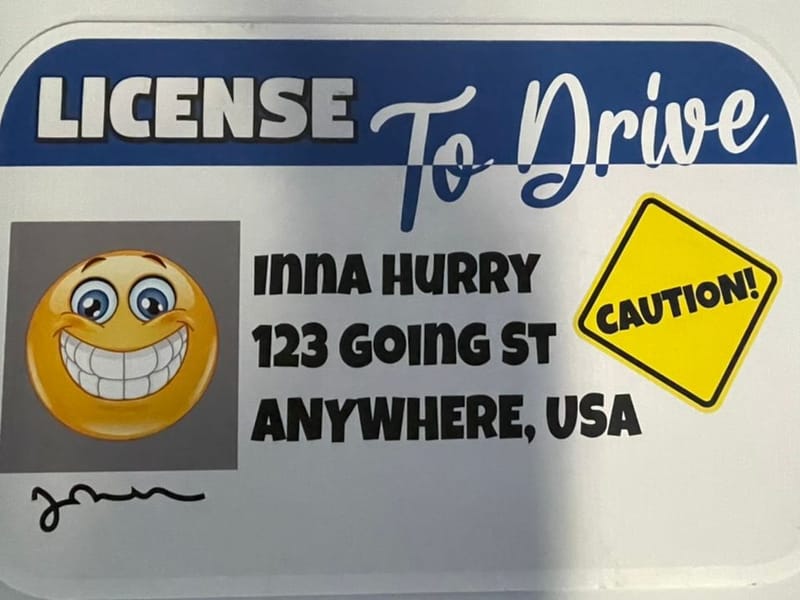 LICENSE To Drive
INNA HURRY
123 GOING ST
ANYWHERE, USA
CAUTION!